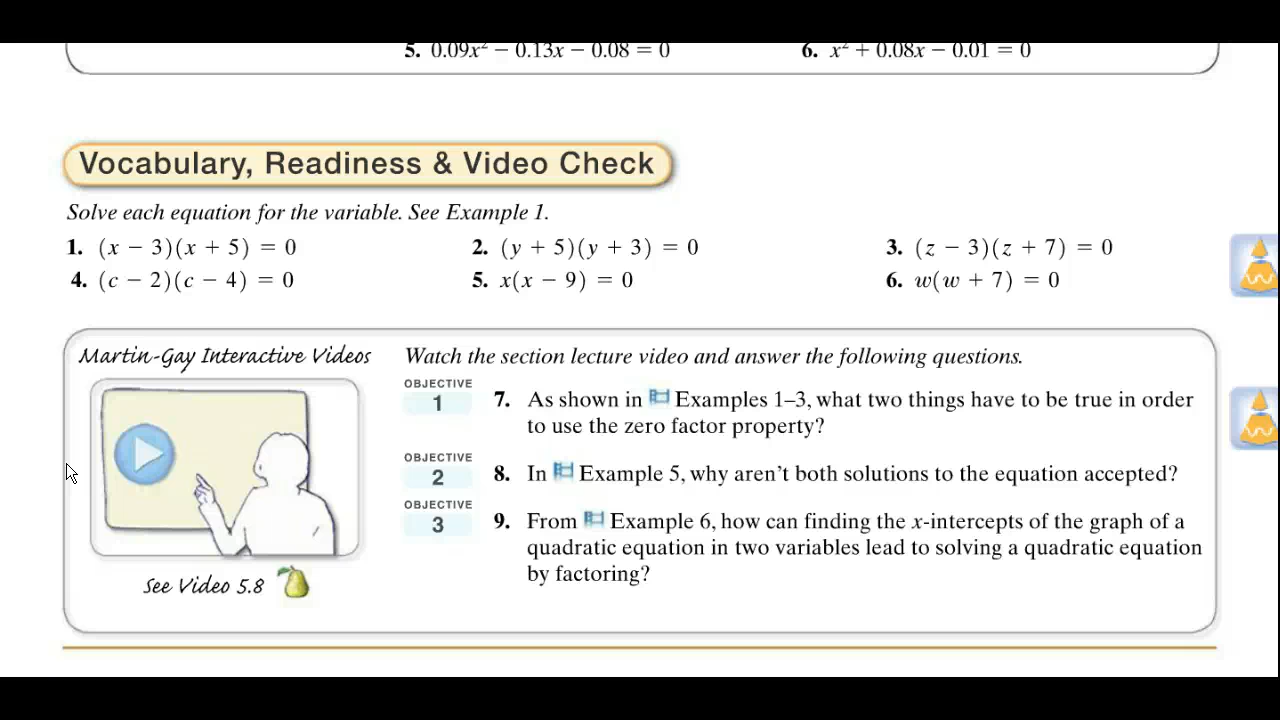 5. 0.09x² − 0.13x − 0.08 = 0 6. x² + 0.08x − 0.01 = 0
Vocabulary, Readiness & Video Check
Solve each equation for the variable. See Example 1.
1. (x − 3)(x + 5) = 0 2. (y + 5)(y + 3) = 0 3. (z − 3)(z + 7) = 0
4. (c − 2)(c − 4) = 0 5. x(x − 9) = 0 6. w(w + 7) = 0
Martin-Gay Interactive Videos
See Video 5.8
Watch the section lecture video and answer the following questions.
OBJECTIVE
1
7. As shown in Examples 1–3, what two things have to be true in order
to use the zero factor property?
OBJECTIVE
2
8. In Example 5, why aren't both solutions to the equation accepted?
OBJECTIVE
3
9. From Example 6, how can finding the x-intercepts of the graph of a
quadratic equation in two variables lead to solving a quadratic equation
by factoring?